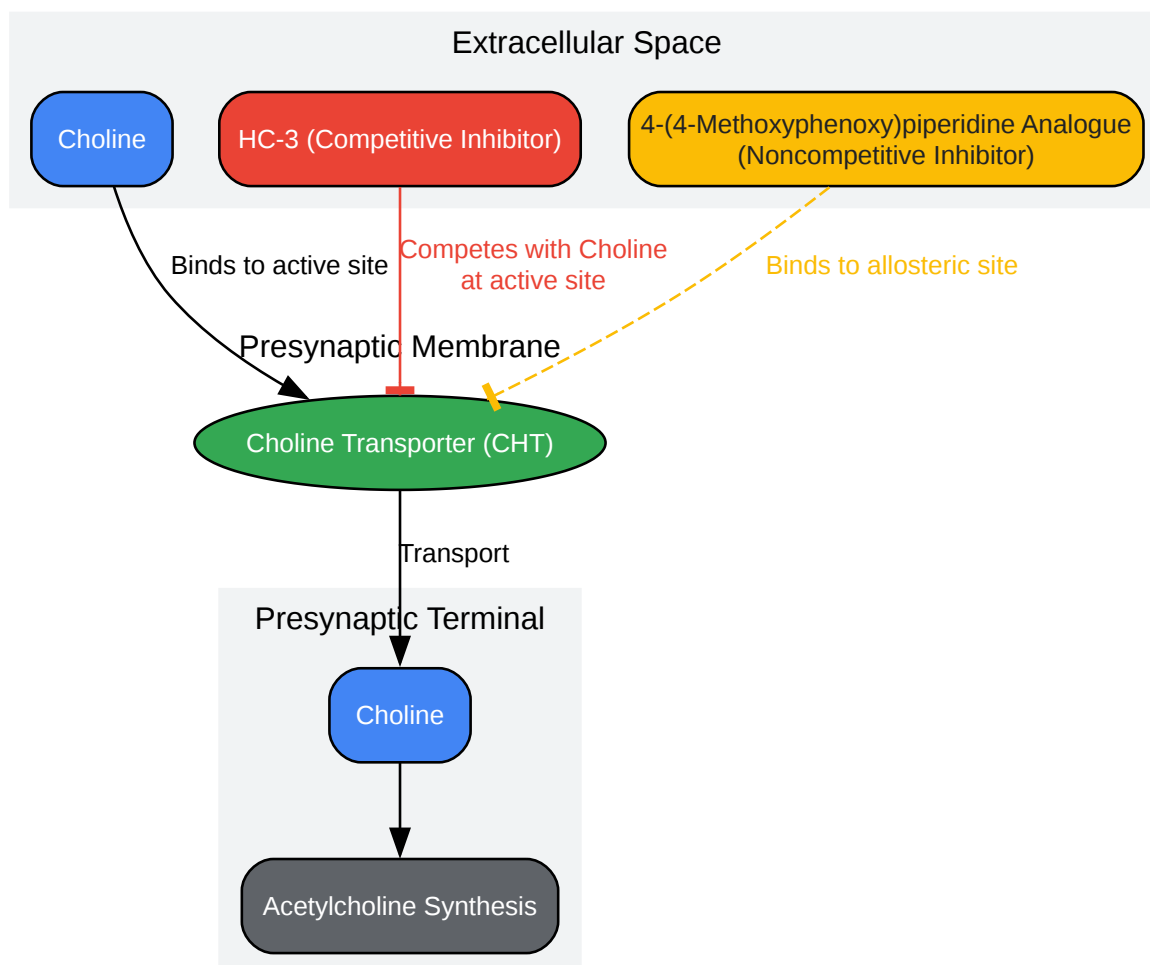 Extracellular Space
Choline
HC-3 (Competitive Inhibitor)
4-(4-Methoxyphenoxy)piperidine Analogue
(Noncompetitive Inhibitor)
Binds to active site
Competes with Choline
at active site
Binds to allosteric site
Presynaptic Membrane
Choline Transporter (CHT)
Transport
Presynaptic Terminal
Choline
Acetylcholine Synthesis